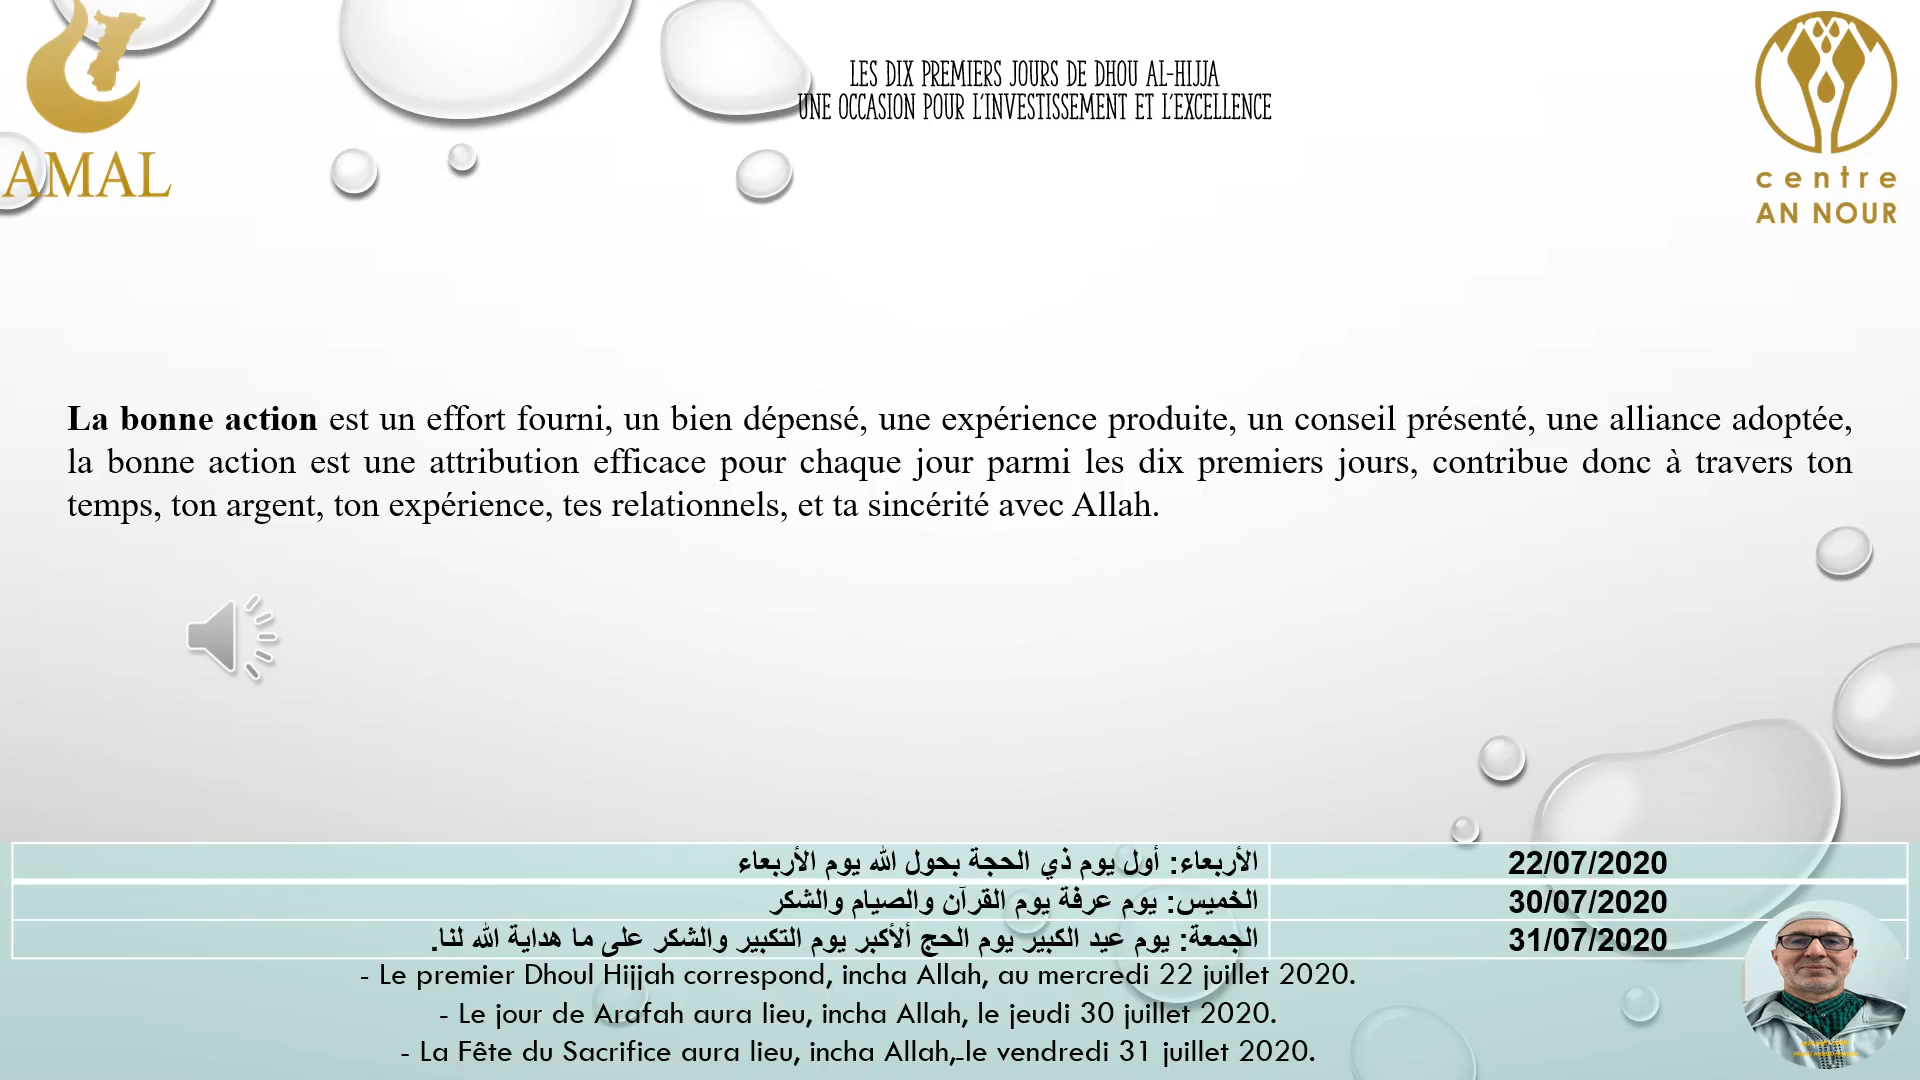 LES DIX PREMIERS JOURS DE DHOU Al-HIJJA
UNE OCCASION POUR L'INVESTISSEMENT ET L'EXCELLENCE
AMAL
centre
AN NOUR
La bonne action est un effort fourni, un bien dépensé, une expérience produite, un conseil présenté, une alliance adoptée,
la bonne action est une attribution efficace pour chaque jour parmi les dix premiers jours, contribue donc à travers ton
temps, ton argent, ton expérience, tes relationnels, et ta sincérité avec Allah.
الأربعاء: أول يوم ذي الحجة بحول الله يوم الأربعاء 22/07/2020
الخميس: يوم عرفة يوم القرآن والصيام والشكر 30/07/2020
الجمعة: يوم عيد الكبير يوم الحج ألأكبر يوم التكبير والشكر على ما هداية الله لنا. 31/07/2020
- Le premier Dhoul Hijjah correspond, incha Allah, au mercredi 22 juillet 2020.
- Le jour de Arafah aura lieu, incha Allah, le jeudi 30 juillet 2020.
- La Fête du Sacrifice aura lieu, incha Allah, le vendredi 31 juillet 2020.